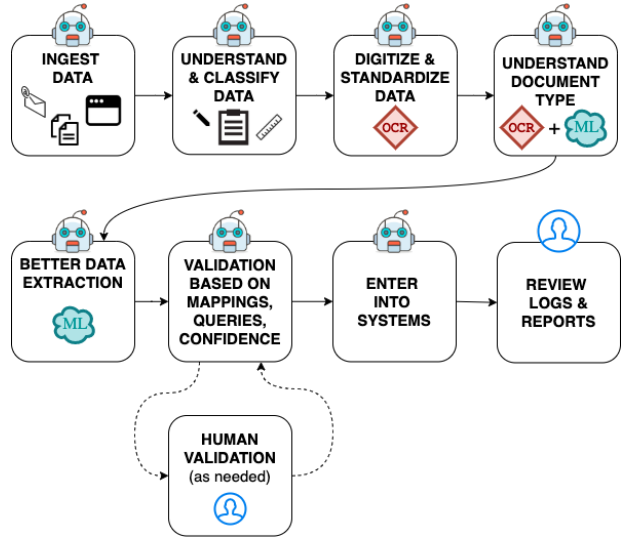 INGEST
DATA
UNDERSTAND
& CLASSIFY
DATA
DIGITIZE &
STANDARDIZE
DATA
OCR
UNDERSTAND
DOCUMENT
TYPE
OCR + ML
BETTER DATA
EXTRACTION
ML
VALIDATION
BASED ON
MAPPINGS,
QUERIES,
CONFIDENCE
ENTER
INTO
SYSTEMS
REVIEW
LOGS &
REPORTS
HUMAN
VALIDATION
(as needed)